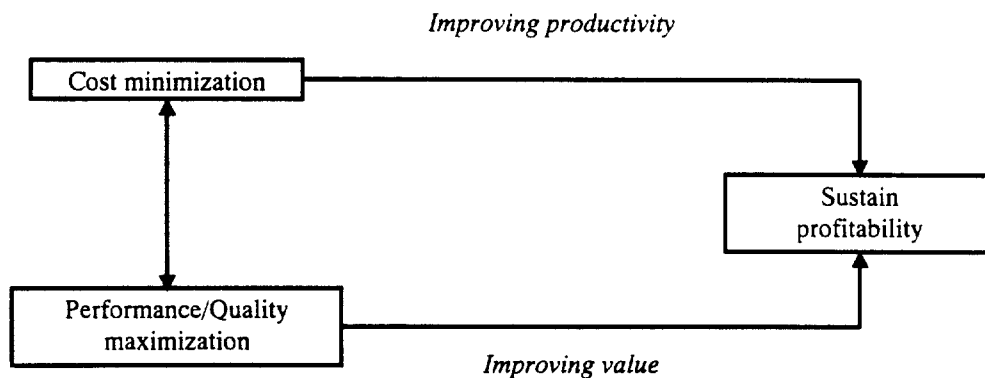 Improving productivity
Cost minimization
Sustain
profitability
Performance/Quality
maximization
Improving value